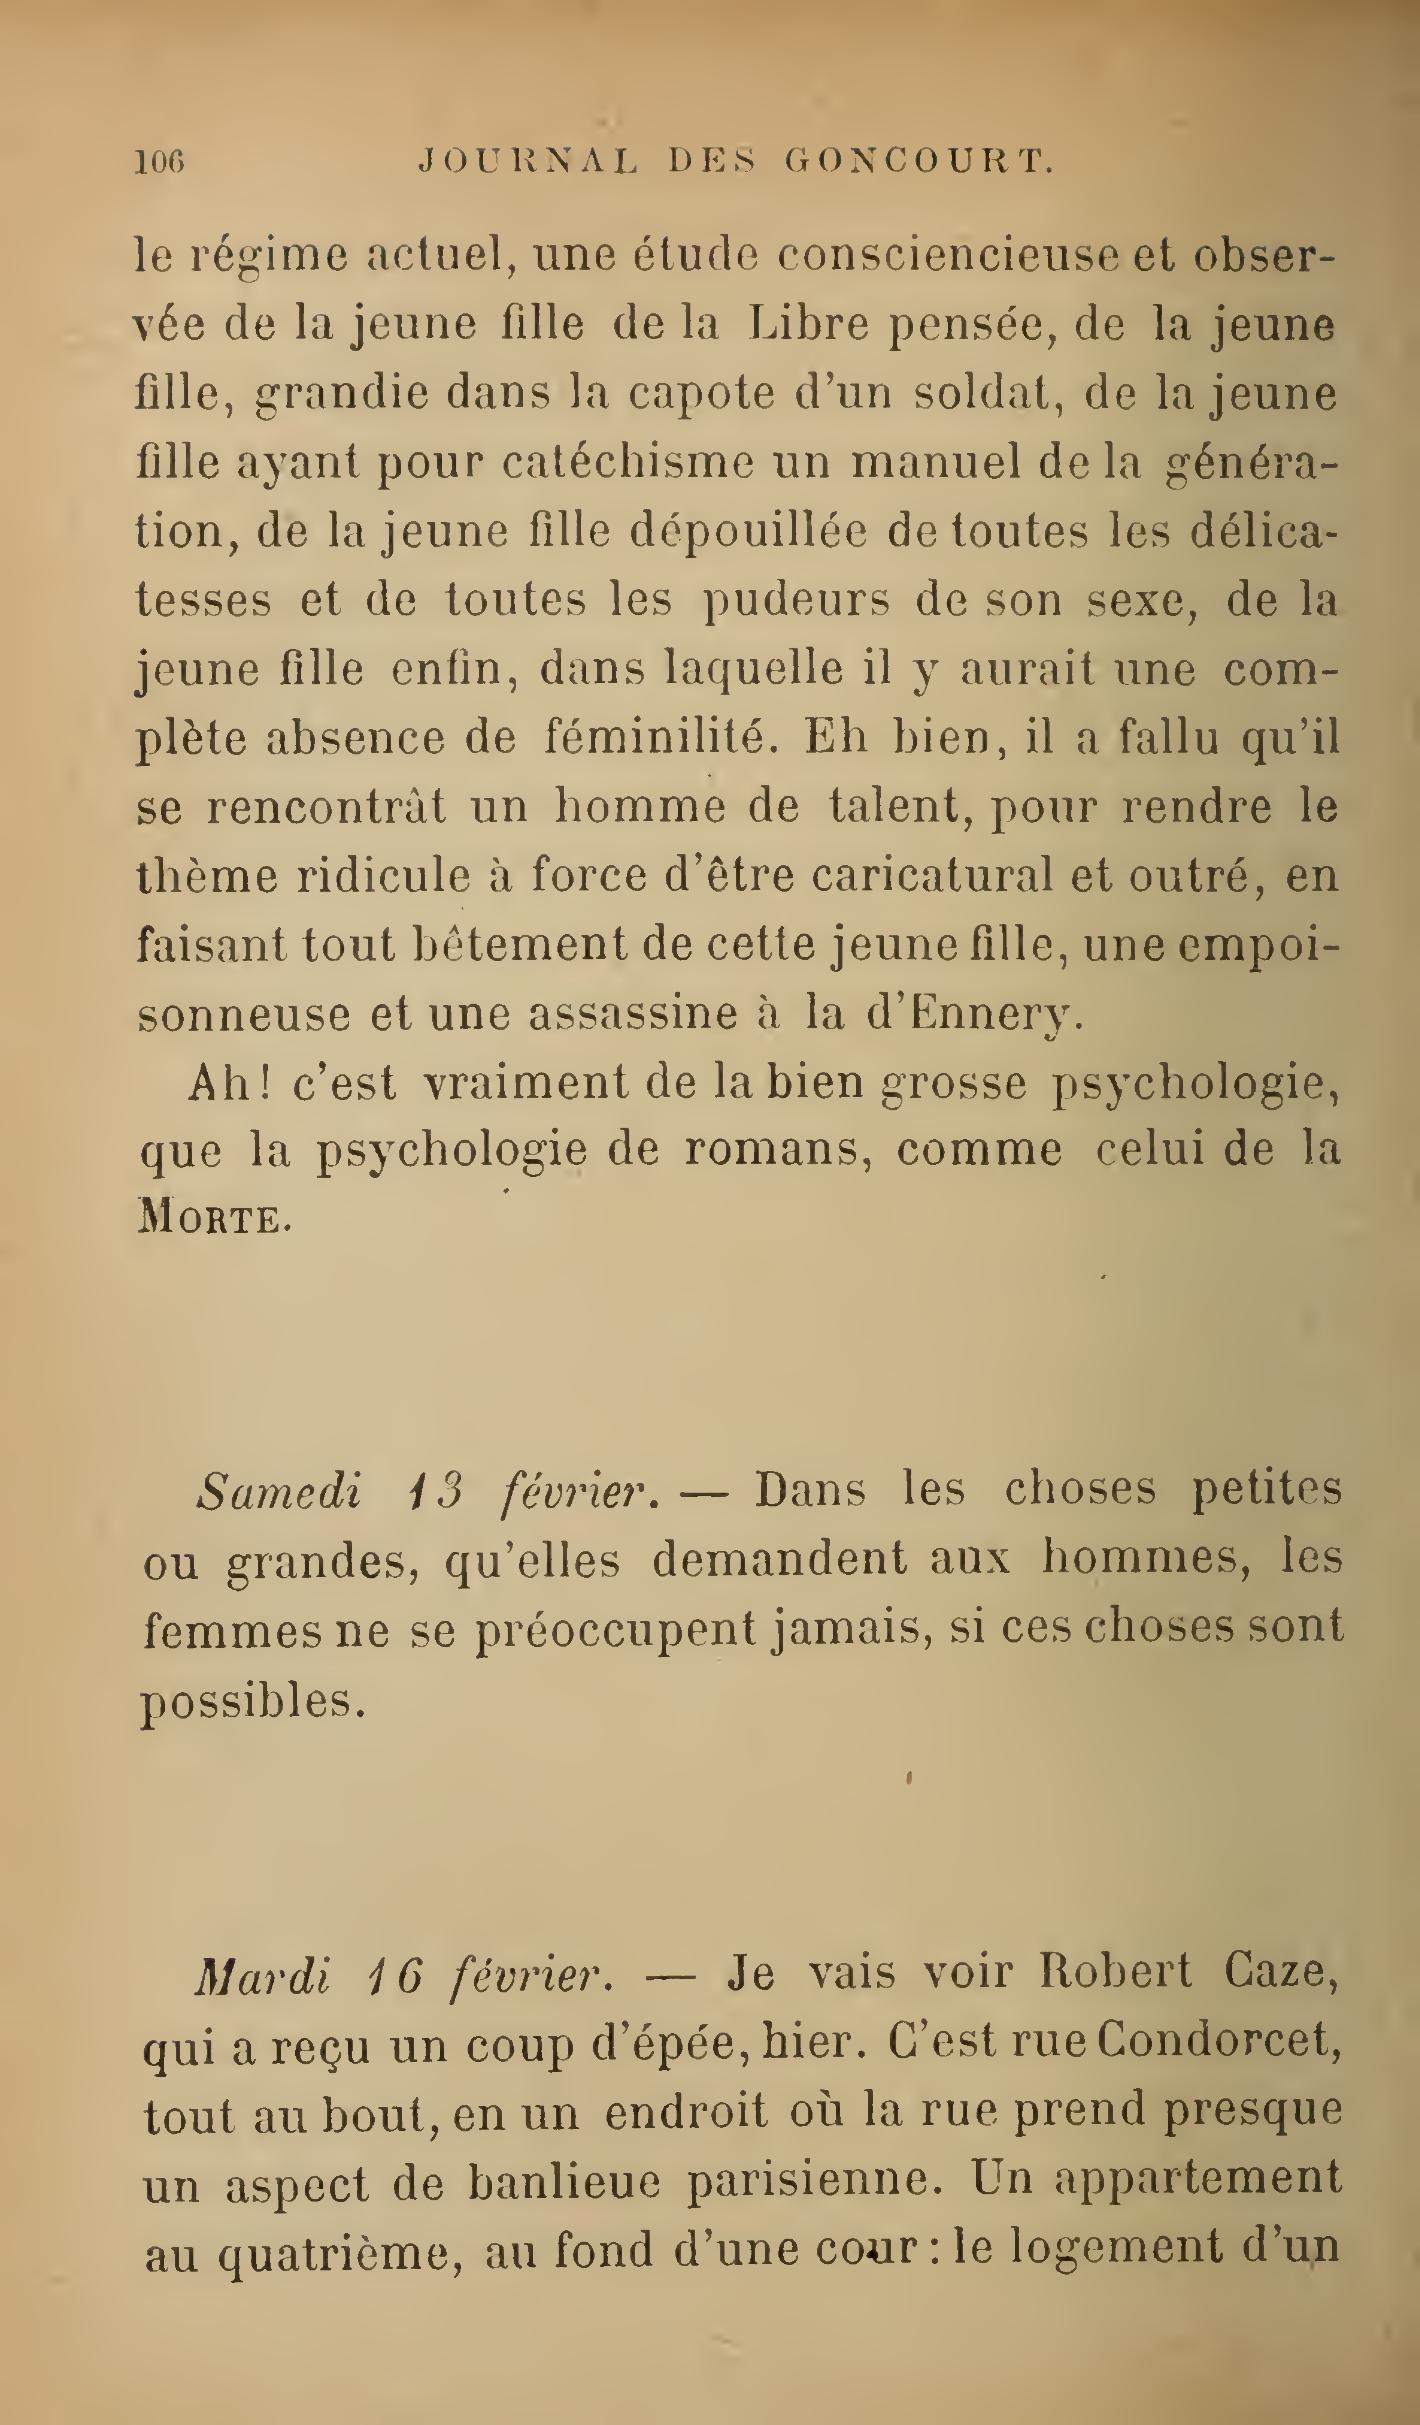 106 JOURNAL DES GONCOURT.
le régime actuel, une étude consciencieuse et obser-
vée de la jeune fille de la Libre pensée, de la jeune
fille, grandie dans la capote d'un soldat, de la jeune
fille ayant pour catéchisme un manuel de la généra-
tion, de la jeune fille dépouillée de toutes les délica-
tesses et de toutes les pudeurs de son sexe, de la
jeune fille enfin, dans laquelle il y aurait une com-
plète absence de féminilité. Eh bien, il a fallu qu'il
se rencontrât un homme de talent, pour rendre le
thème ridicule à force d'être caricatural et outré, en
faisant tout bêtement de cette jeune fille, une empoi-
sonneuse et une assassine à la d'Ennery.
Ah! c'est vraiment de la bien grosse psychologie,
que la psychologie de romans, comme celui de la
MORTE.
Samedi 13 février. — Dans les choses petites
ou grandes, qu'elles demandent aux hommes, les
femmes ne se préoccupent jamais, si ces choses sont
possibles.
Mardi 16 février. — Je vais voir Robert Caze,
qui a reçu un coup d'épée, hier. C'est rue Condorcet,
tout au bout, en un endroit où la rue prend presque
un aspect de banlieue parisienne. Un appartement
au quatrième, au fond d'une cour : le logement d'un